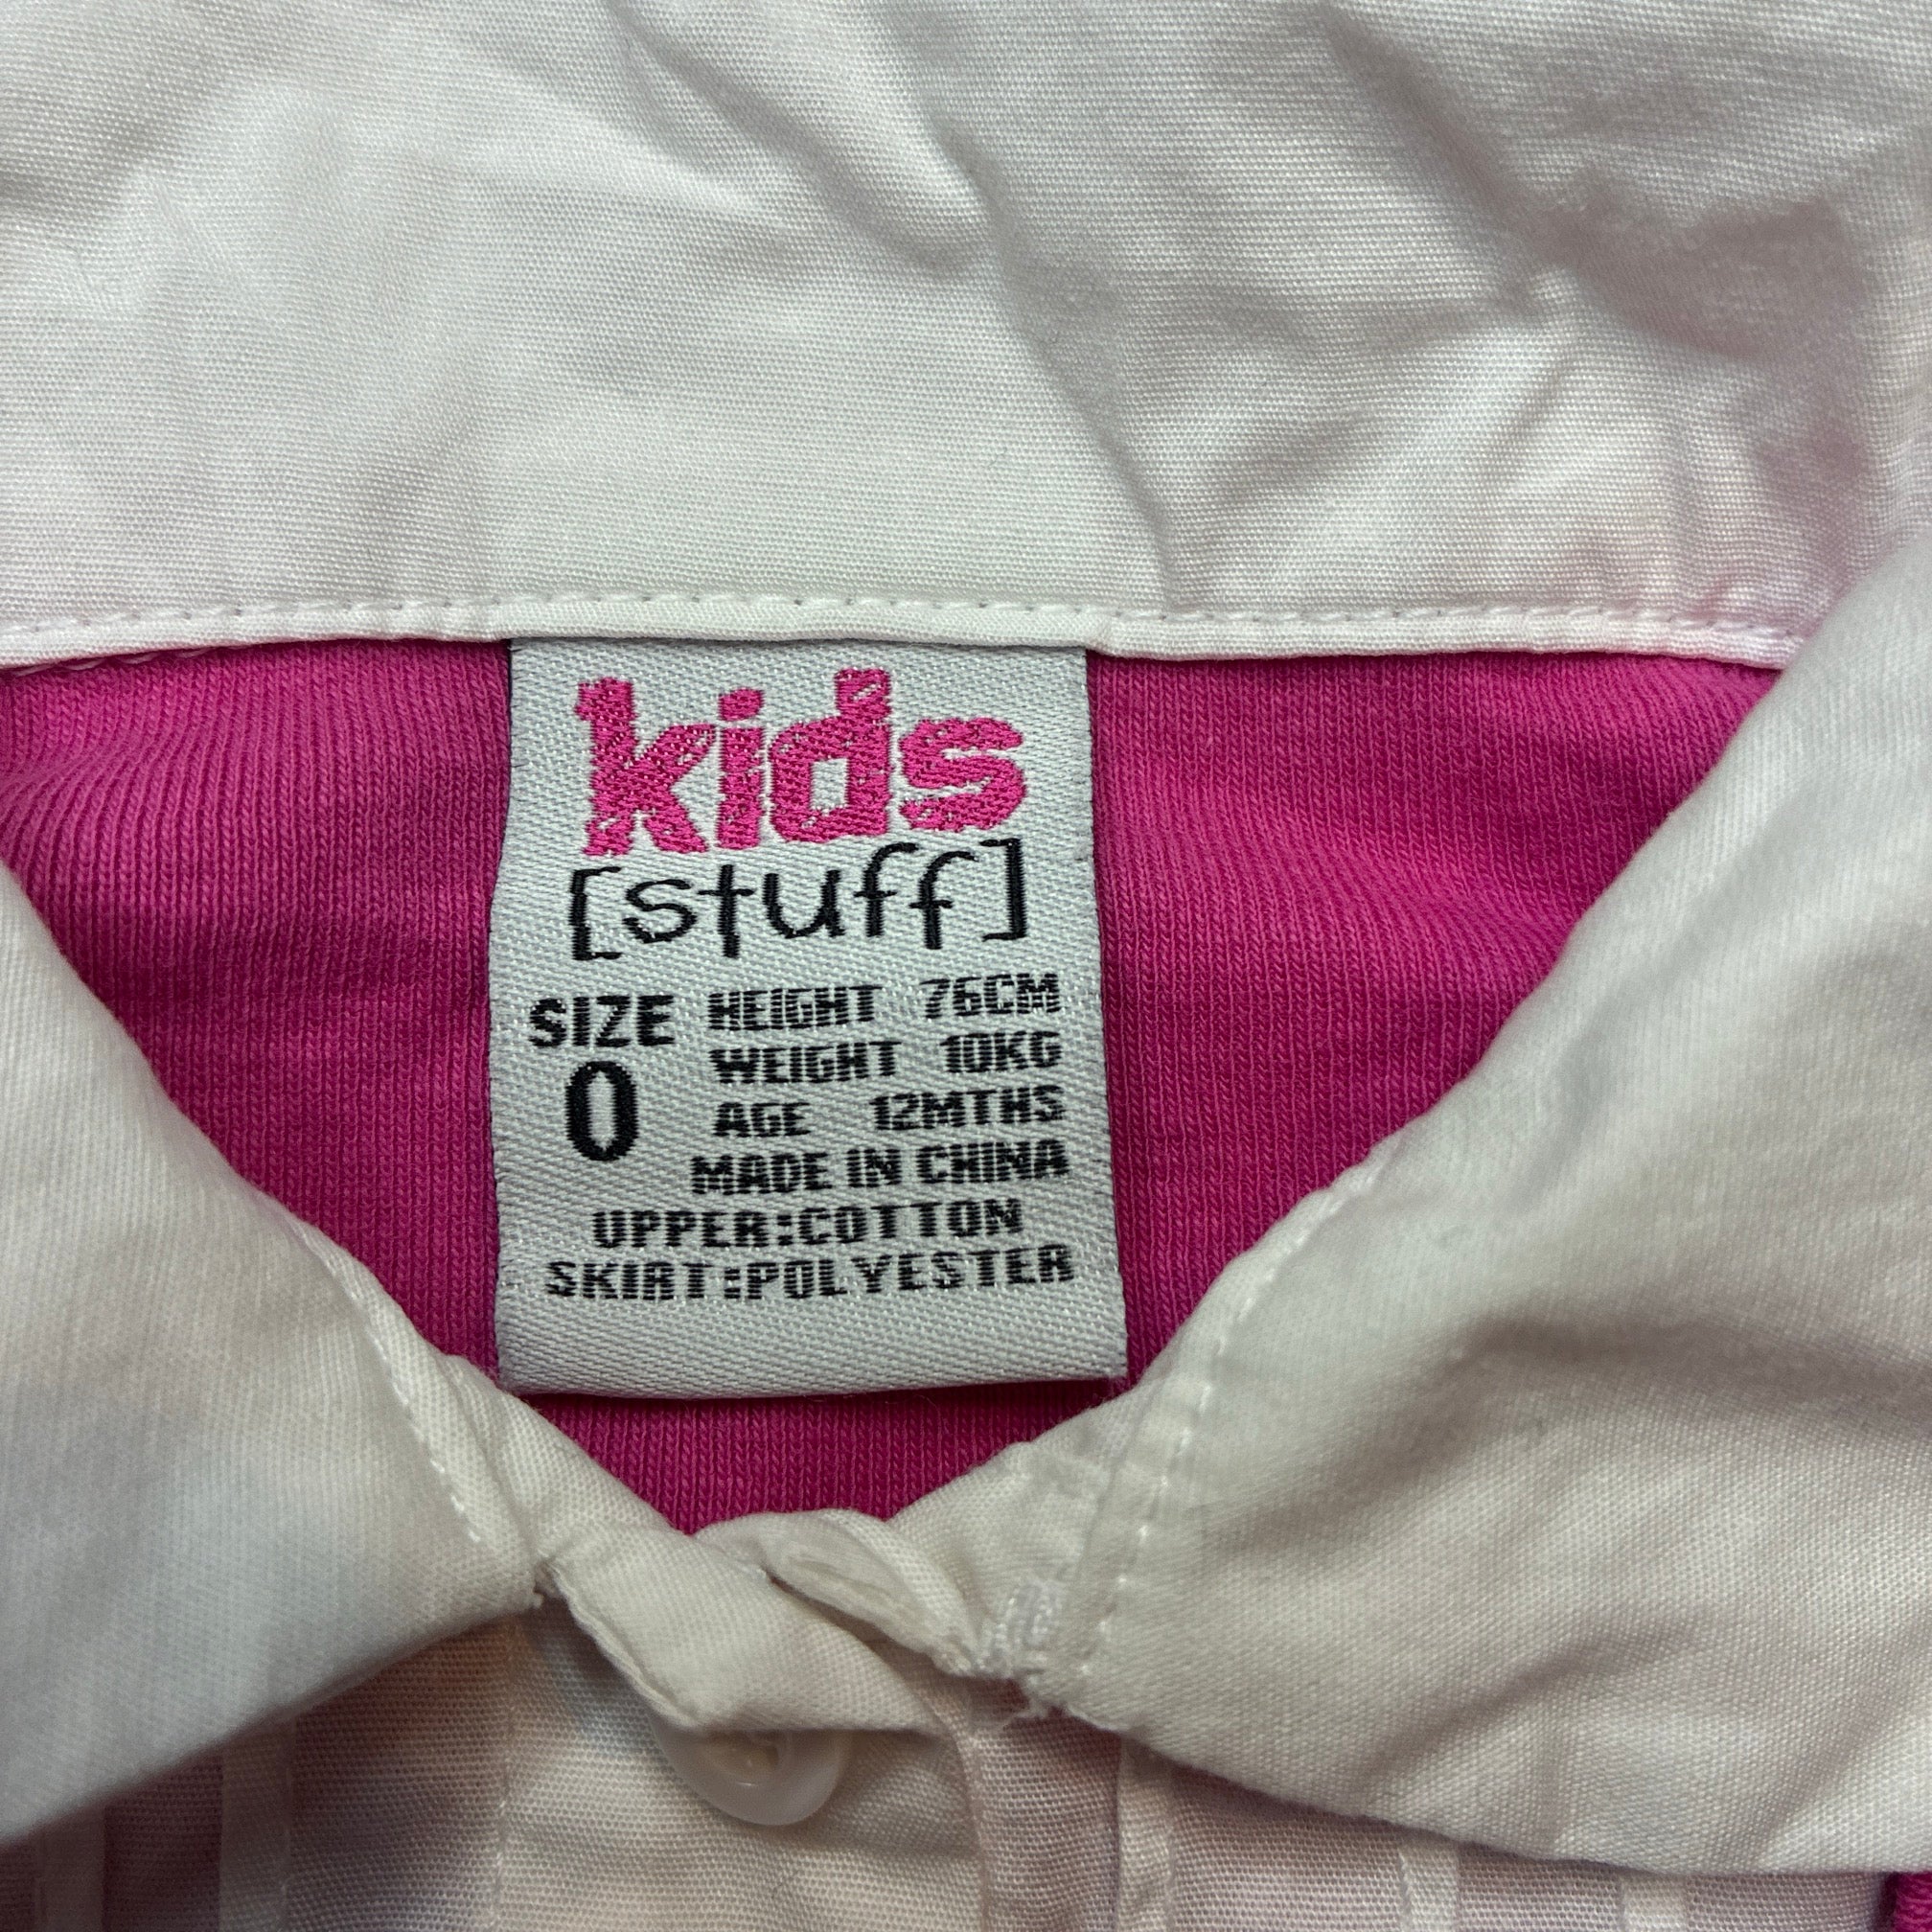 kids
[stuff]
SIZE
0
HEIGHT 76CM
WEIGHT 10KG
AGE 12MTHS
MADE IN CHINA
UPPER:COTTON
SKIRT:POLYESTER